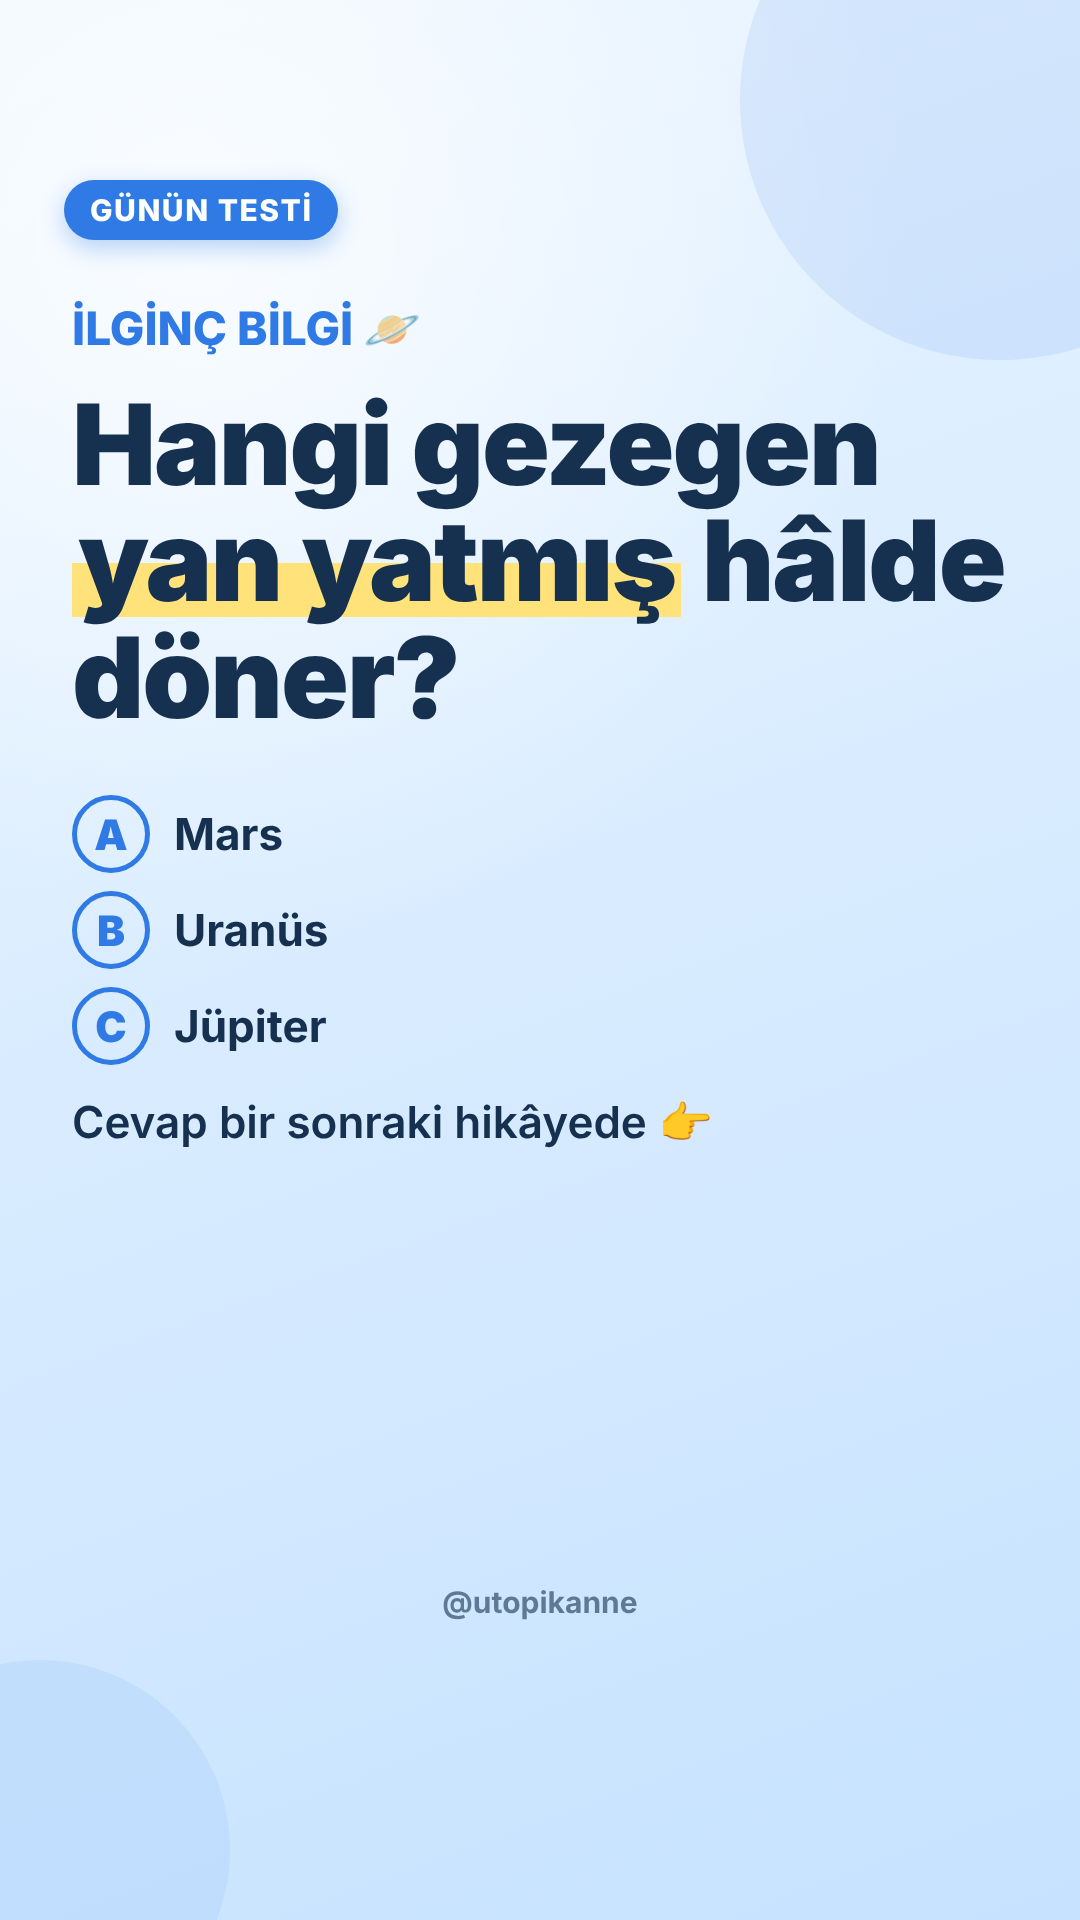 GÜNÜN TESTİ
İLGİNÇ BİLGİ 🪐
Hangi gezegen
yan yatmış hâlde
döner?
A Mars
B Uranüs
C Jüpiter
Cevap bir sonraki hikâyede 👉
@utopikanne